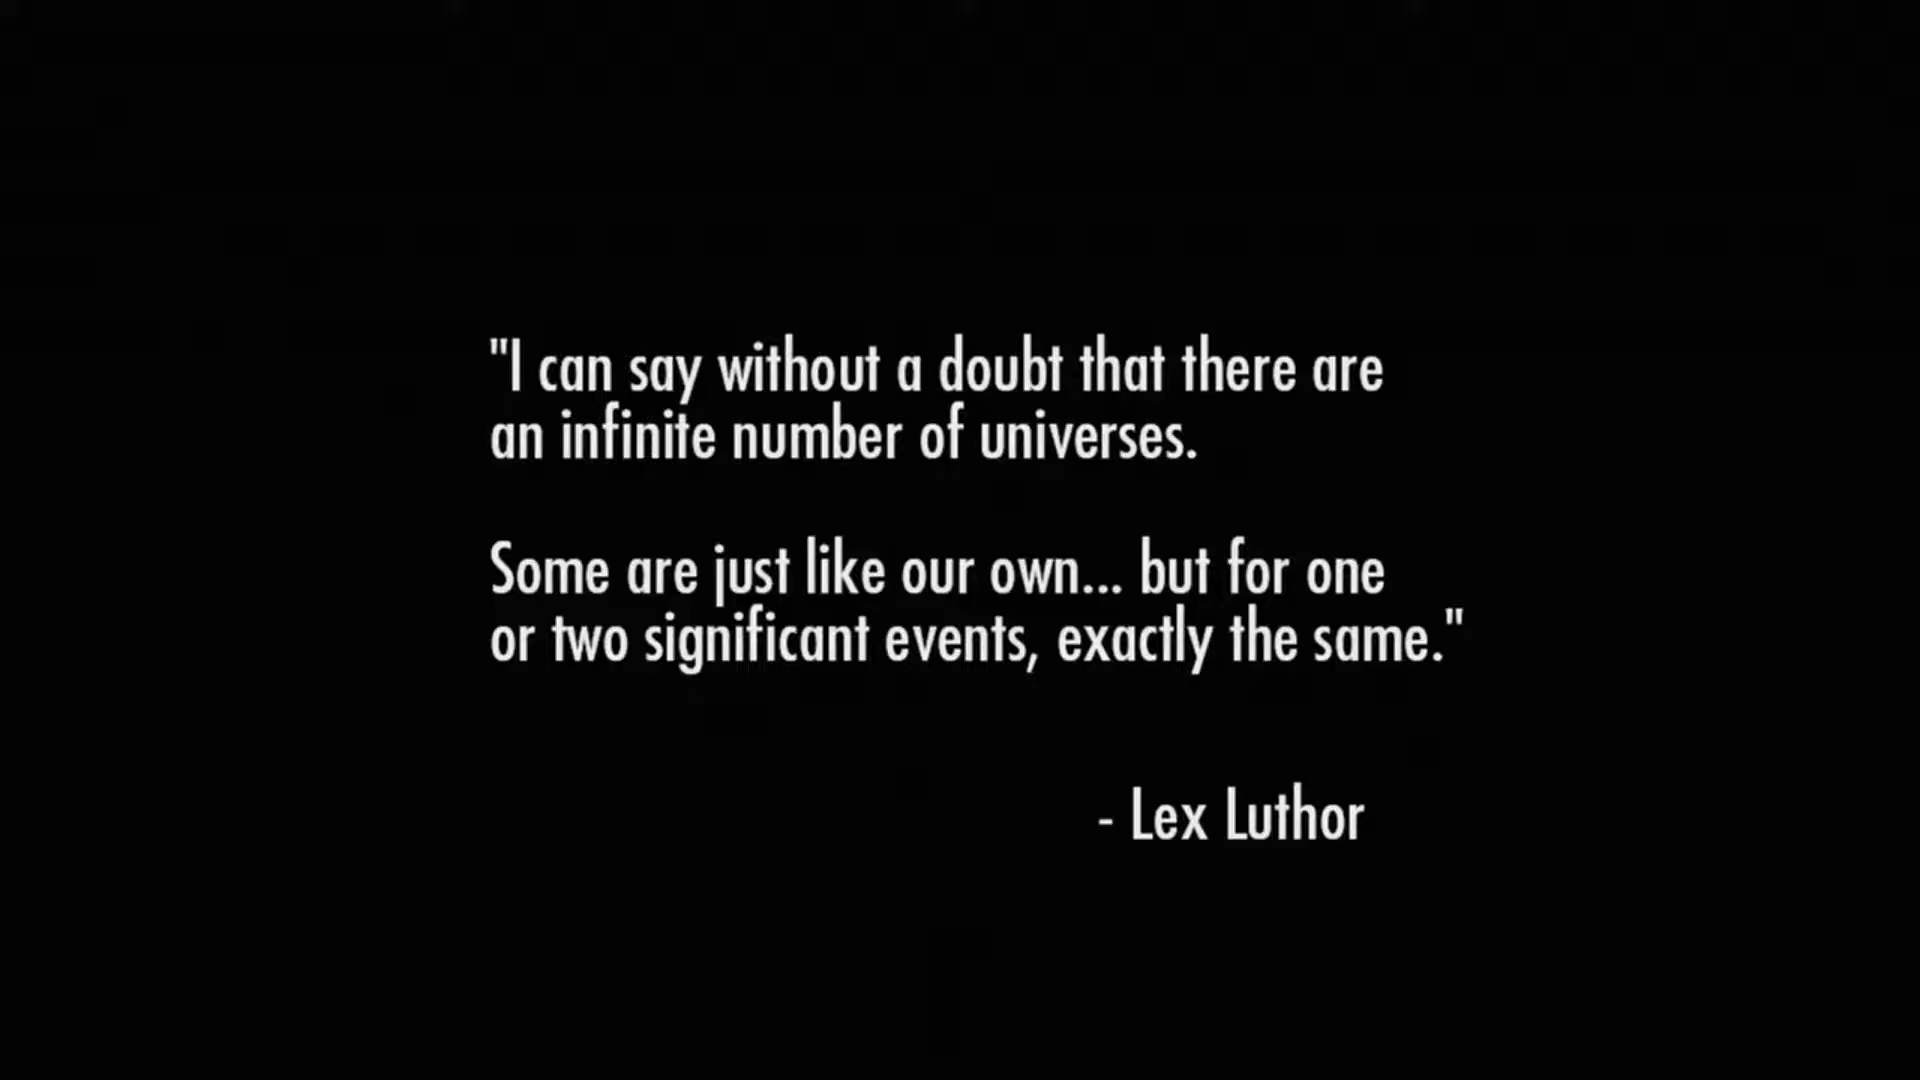 "I can say without a doubt that there are
an infinite number of universes.
Some are just like our own... but for one
or two significant events, exactly the same."
- Lex Luthor